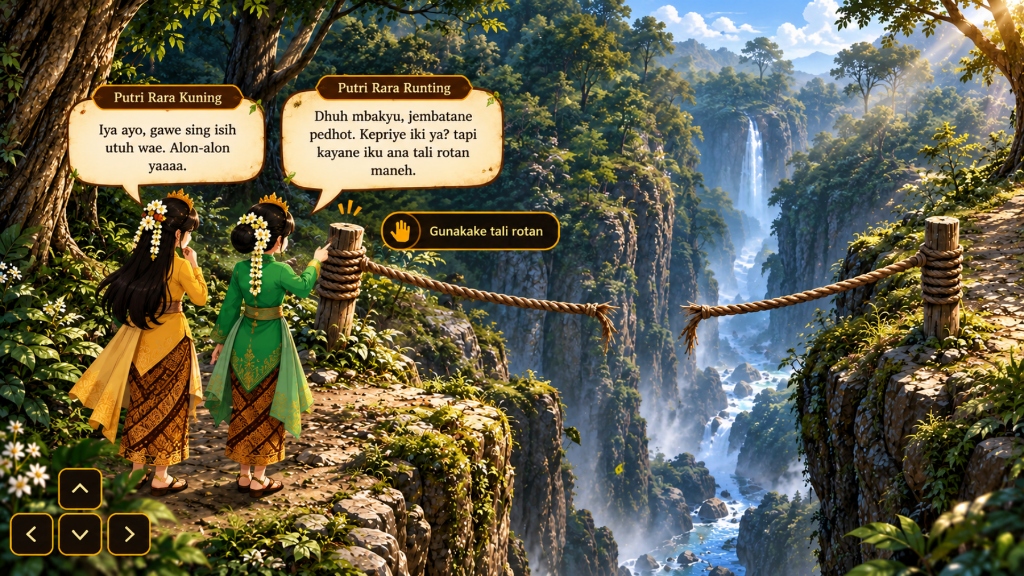 Putri Rara Kuning
Iya ayo, gawe sing isih
utuh wae. Alon-alon
yaaaa.
Putri Rara Runting
Dhuh mbakyu, jembatane
pedhot. Kepriye iki ya? tapi
kayane iku ana tali rotan
maneh.
Gunakake tali rotan